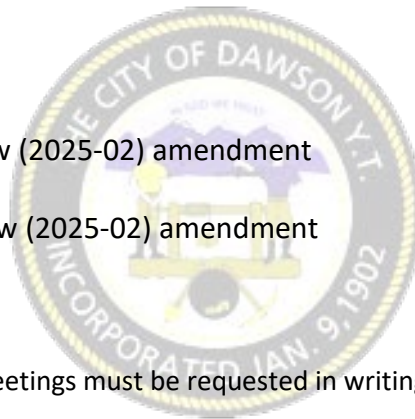 THE CITY OF DAWSON Y.T.
w (2025-02) amendment
w (2025-02) amendment
INCORPORATED JAN. 9, 1902
eetings must be requested in writing